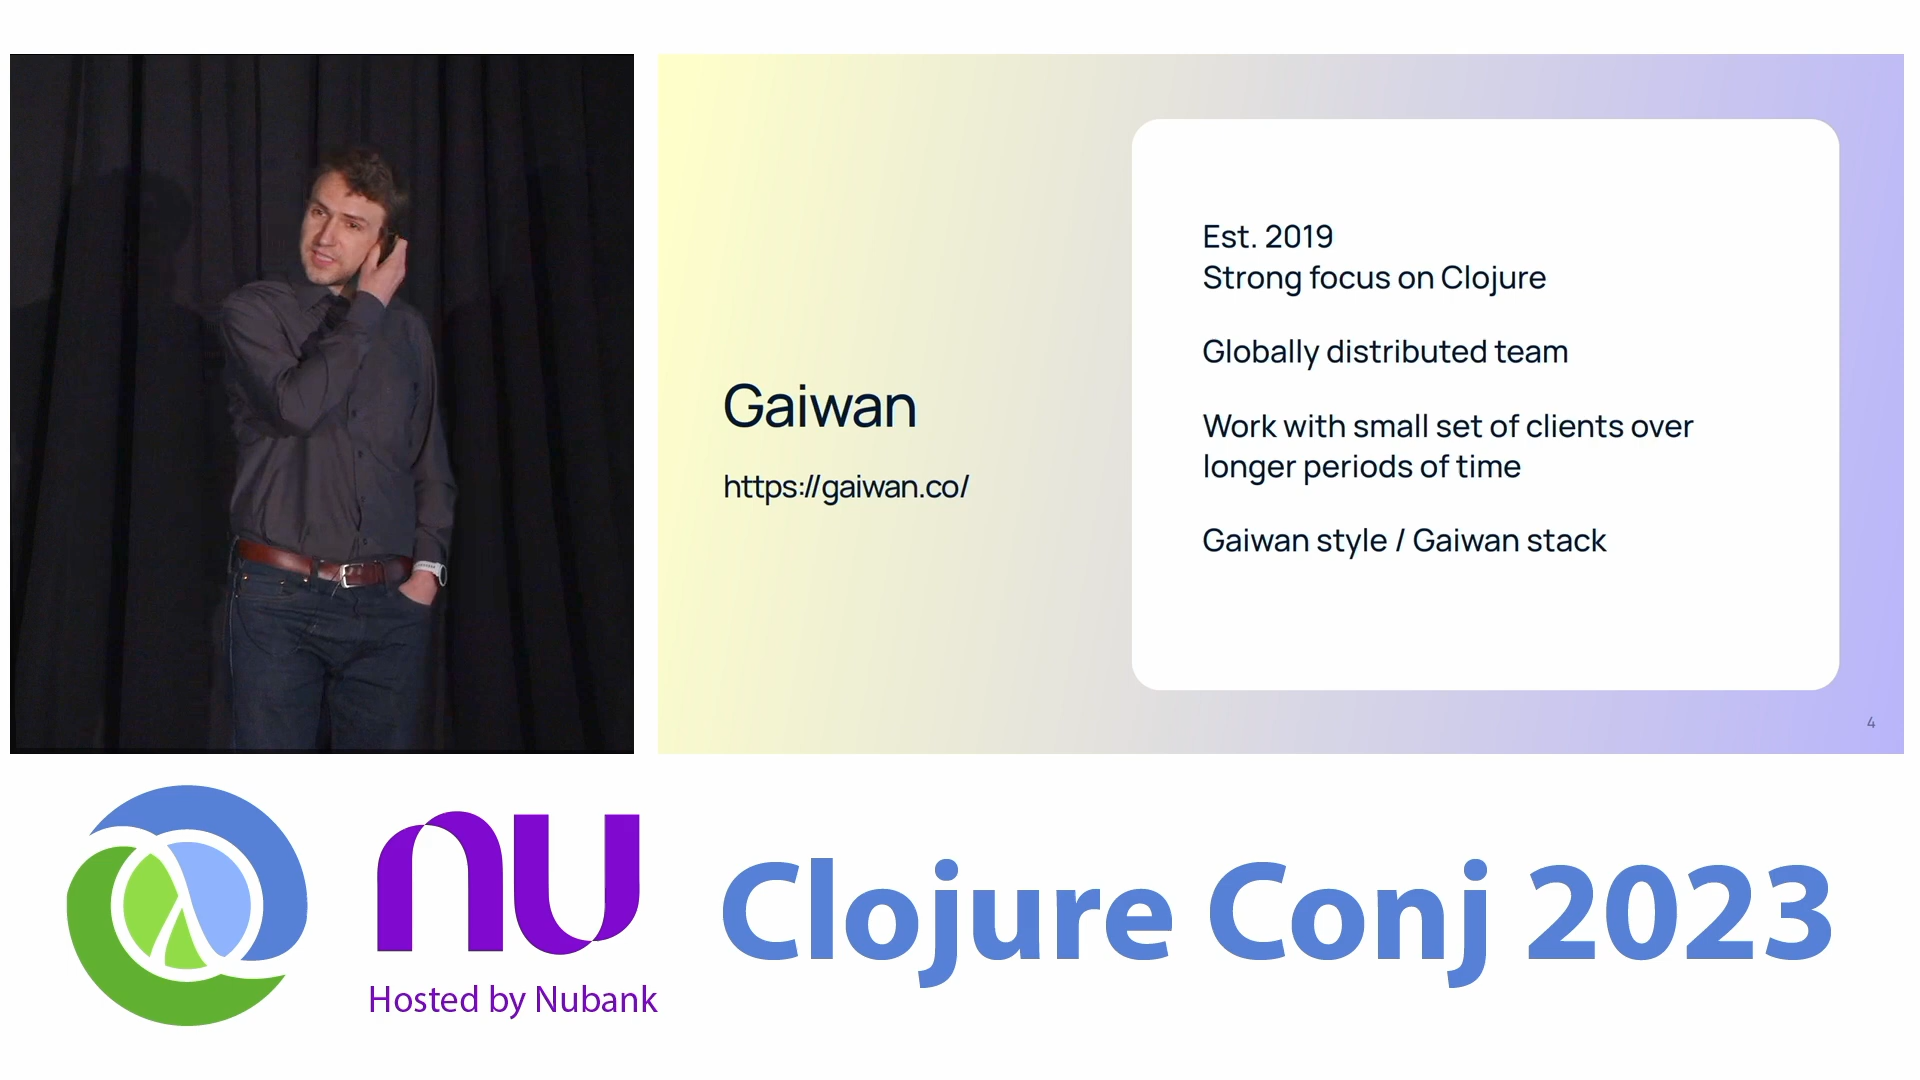 Gaiwan
https://gaiwan.co/
Est. 2019
Strong focus on Clojure
Globally distributed team
Work with small set of clients over
longer periods of time
Gaiwan style / Gaiwan stack
4
nu
Hosted by Nubank
Clojure Conj 2023